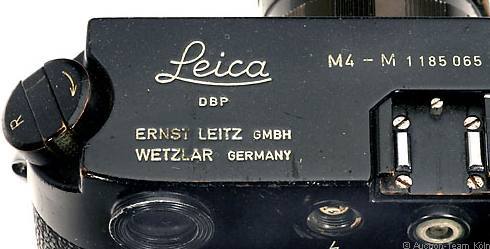 Leica
DBP
ERNST LEITZ GMBH
WETZLAR GERMANY
M4-M 1185065
R
© Auction-Team Köln